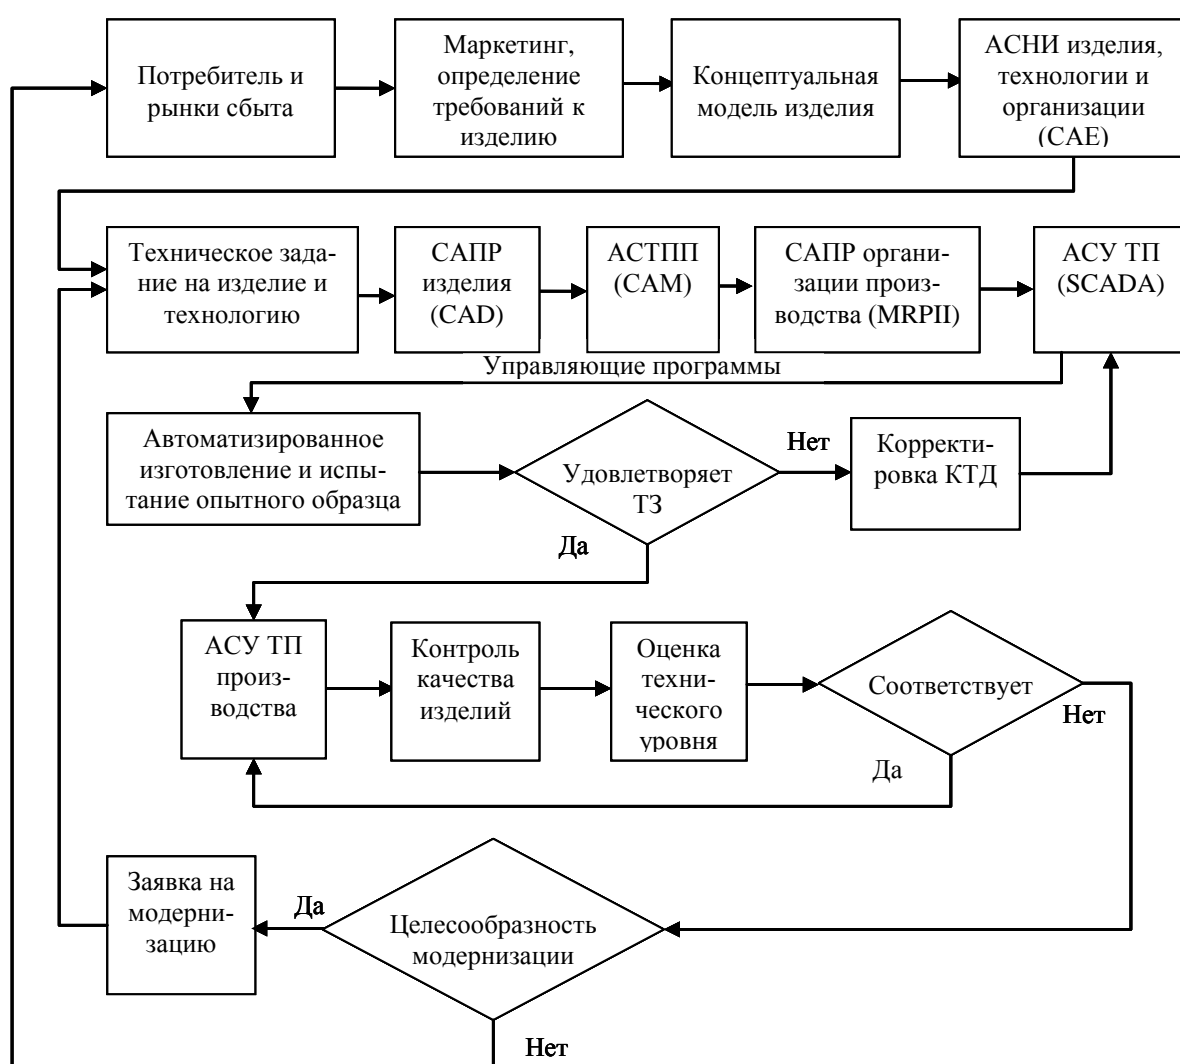 Потребитель и
рынки сбыта
Маркетинг,
определение
требований к
изделию
Концептуальная
модель изделия
АСНИ изделия,
технологии и
организации
(CAE)
Техническое зада-
ние на изделие и
технологию
САПР
изделия
(CAD)
АСТПП
(CAM)
САПР органи-
зации произ-
водства (MRPII)
АСУ ТП
(SCADA)
Управляющие программы
Автоматизированное
изготовление и испы-
тание опытного образца
Удовлетворяет
ТЗ
Нет
Корректи-
ровка КТД
Да
АСУ ТП
произ-
водства
Контроль
качества
изделий
Оценка
техни-
ческого
уровня
Соответствует
Нет
Да
Заявка на
модерни-
зацию
Да
Целесообразность
модернизации
Нет